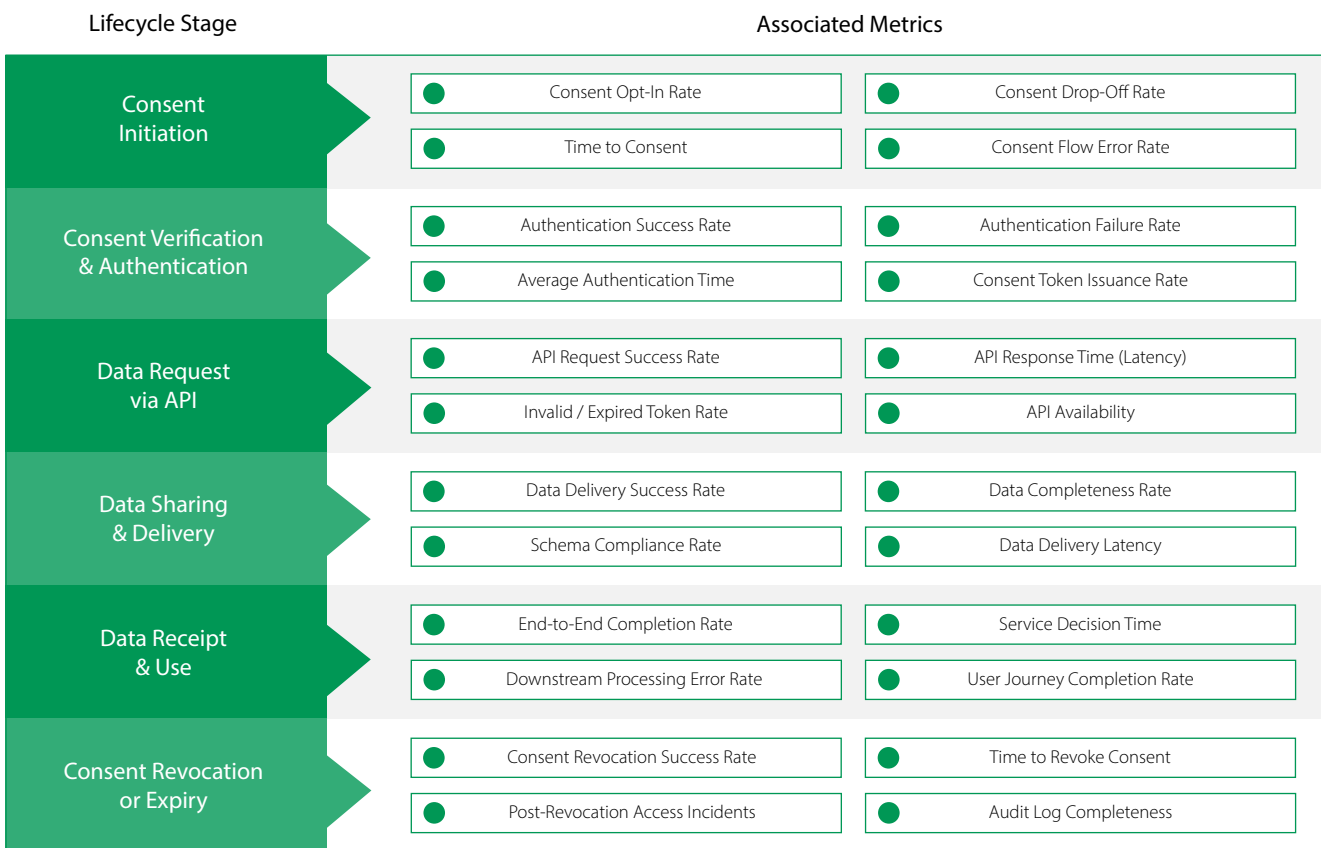 Lifecycle Stage
Associated Metrics
Consent
Initiation
Consent Opt-In Rate
Consent Drop-Off Rate
Time to Consent
Consent Flow Error Rate
Consent Verification
& Authentication
Authentication Success Rate
Authentication Failure Rate
Average Authentication Time
Consent Token Issuance Rate
Data Request
via API
API Request Success Rate
API Response Time (Latency)
Invalid / Expired Token Rate
API Availability
Data Sharing
& Delivery
Data Delivery Success Rate
Data Completeness Rate
Schema Compliance Rate
Data Delivery Latency
Data Receipt
& Use
End-to-End Completion Rate
Service Decision Time
Downstream Processing Error Rate
User Journey Completion Rate
Consent Revocation
or Expiry
Consent Revocation Success Rate
Time to Revoke Consent
Post-Revocation Access Incidents
Audit Log Completeness